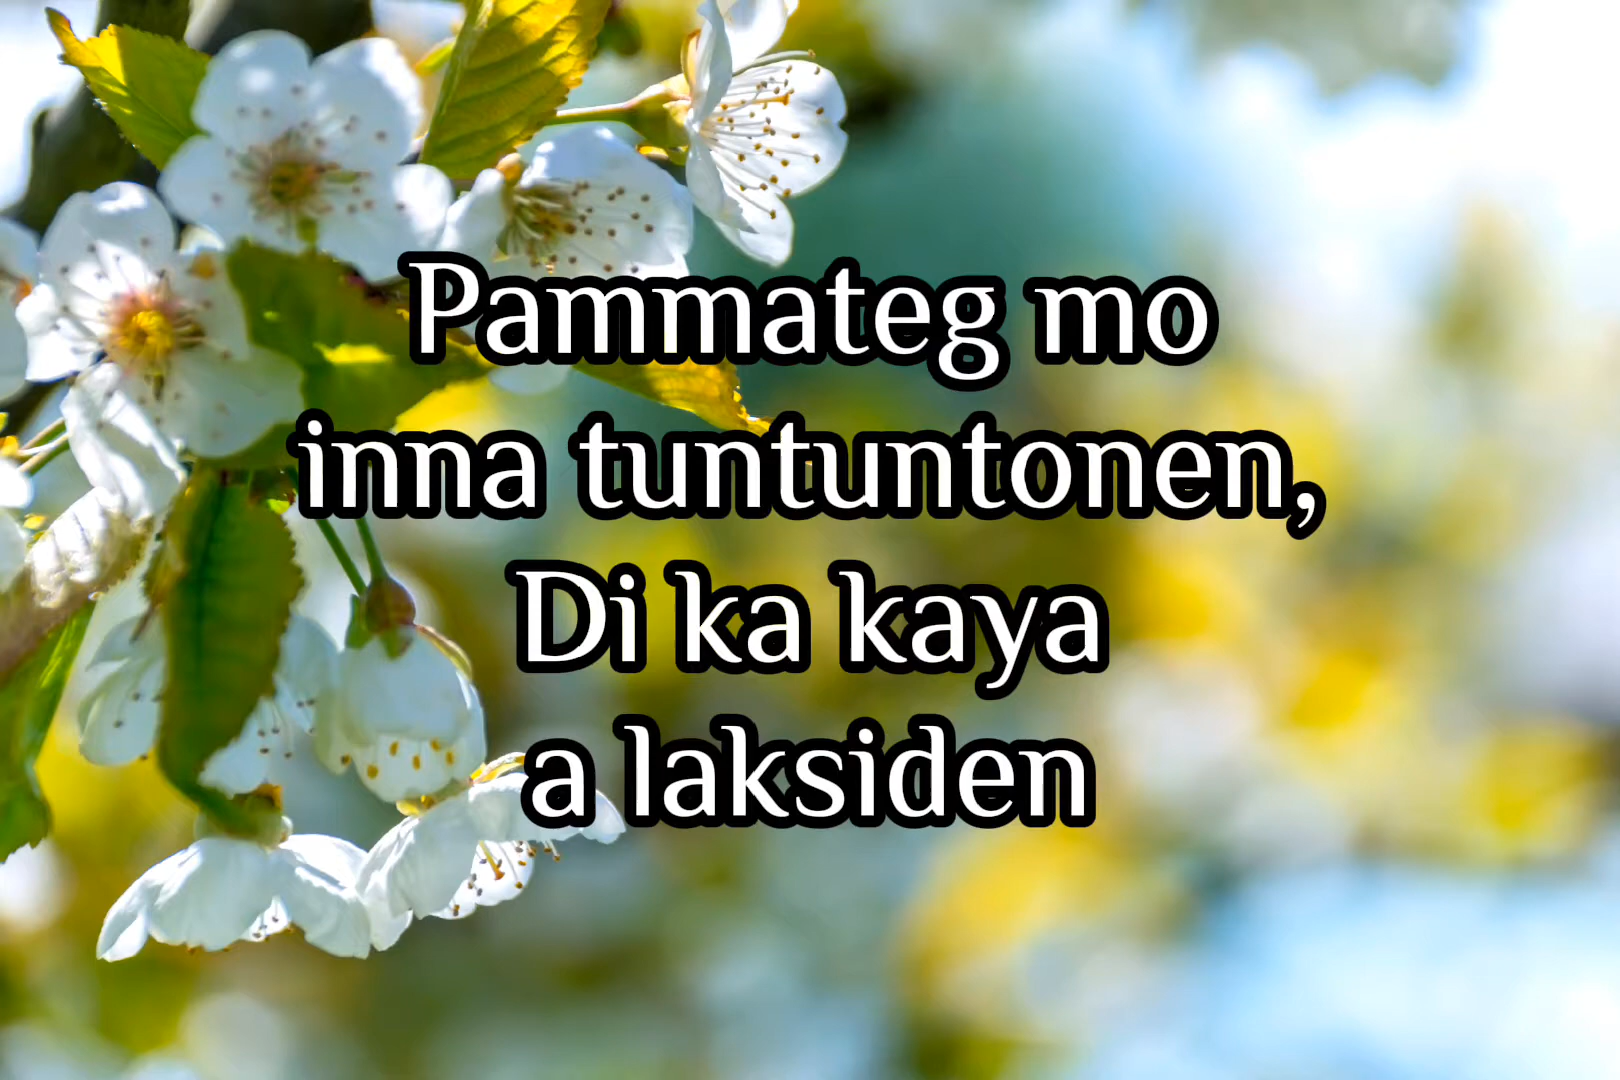 Pammateg mo
inna tuntuntonen,
Di ka kaya
a laksiden